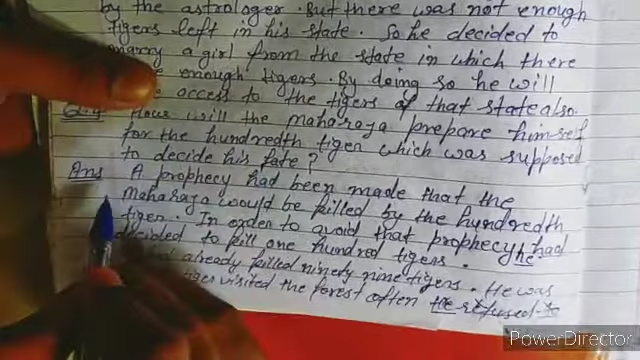 by the astrologer. But there was not enough
tigers left in his state. So he decided to
marry a girl from the state in which there
enough tigers. By doing so he will
access to the tigers of that state also.
Q.4 How will the maharaja prepare himself
for the hundredth tiger which was supposed
to decide his fate?
Ans A prophecy had been made that the
Maharaja would be killed by the hundredth
tiger. In order to avoid that prophecy, he had
decided to kill one hundred tigers. He
already killed ninety nine tigers. He was
tiger visited the forest often refused to
PowerDirector